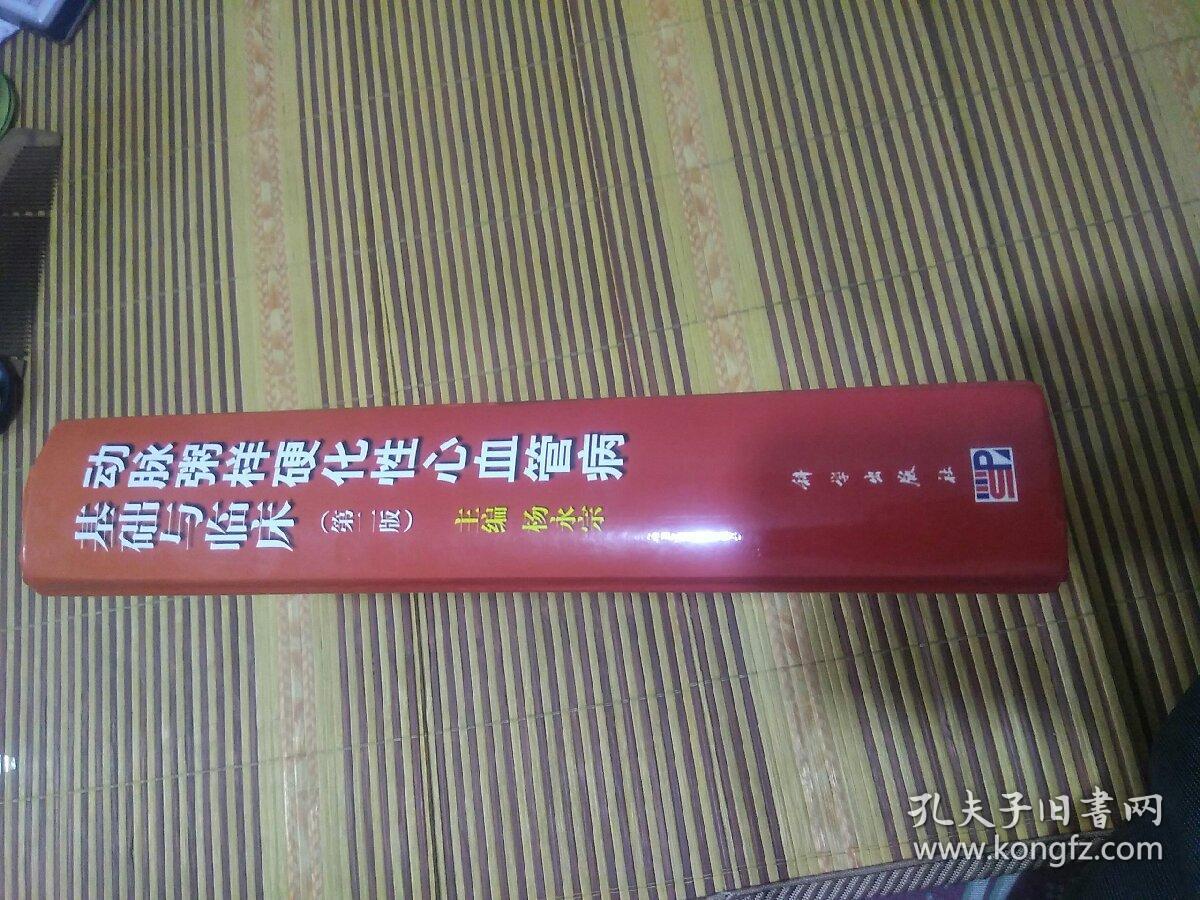 动脉粥样硬化性心血管病
基础与临床
(第二版)
主编 杨永宗
科学出版社
孔夫子旧書网
www.kongfz.com